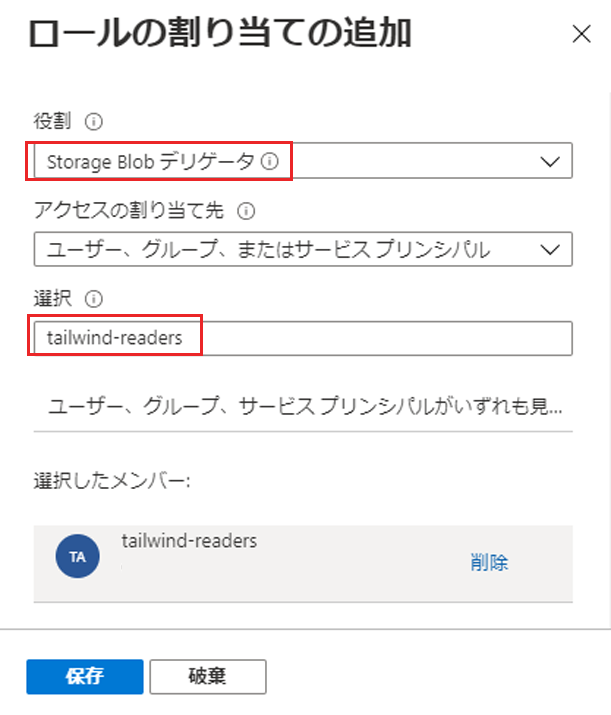 ロールの割り当ての追加
役割
Storage Blob デリゲータ
アクセスの割り当て先
ユーザー、グループ、またはサービス プリンシパル
選択
tailwind-readers
ユーザー、グループ、サービス プリンシパルがいずれも見...
選択したメンバー:
TA
tailwind-readers
削除
保存 破棄